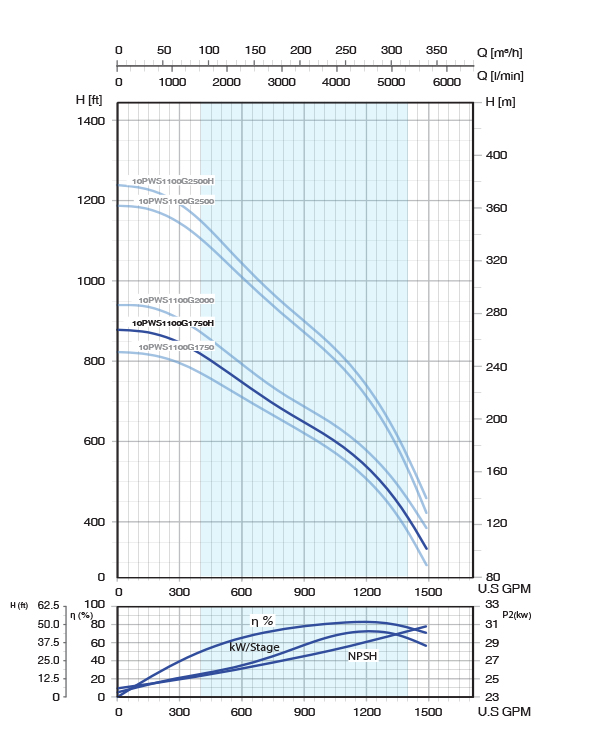 0 50 100 150 200 250 300 350 Q [m³/h]
0 1000 2000 3000 4000 5000 6000 Q [l/min]
H [ft] H [m]
1400
400
10PWS1100G2500H
1200 10PWS1100G2500 360
320
1000
10PWS1100G2000 280
10PWS1100G1750H
10PWS1100G1750
800 240
200
600
160
400 120
0 80
0 300 600 900 1200 1500 U.S GPM
H (ft) 62.5 η (%) 100 33 P2(kw)
50.0 80 η % 31
37.5 60 kW/Stage 29
25.0 40 NPSH 27
12.5 20 25
0 0 23
0 300 600 900 1200 1500 U.S GPM